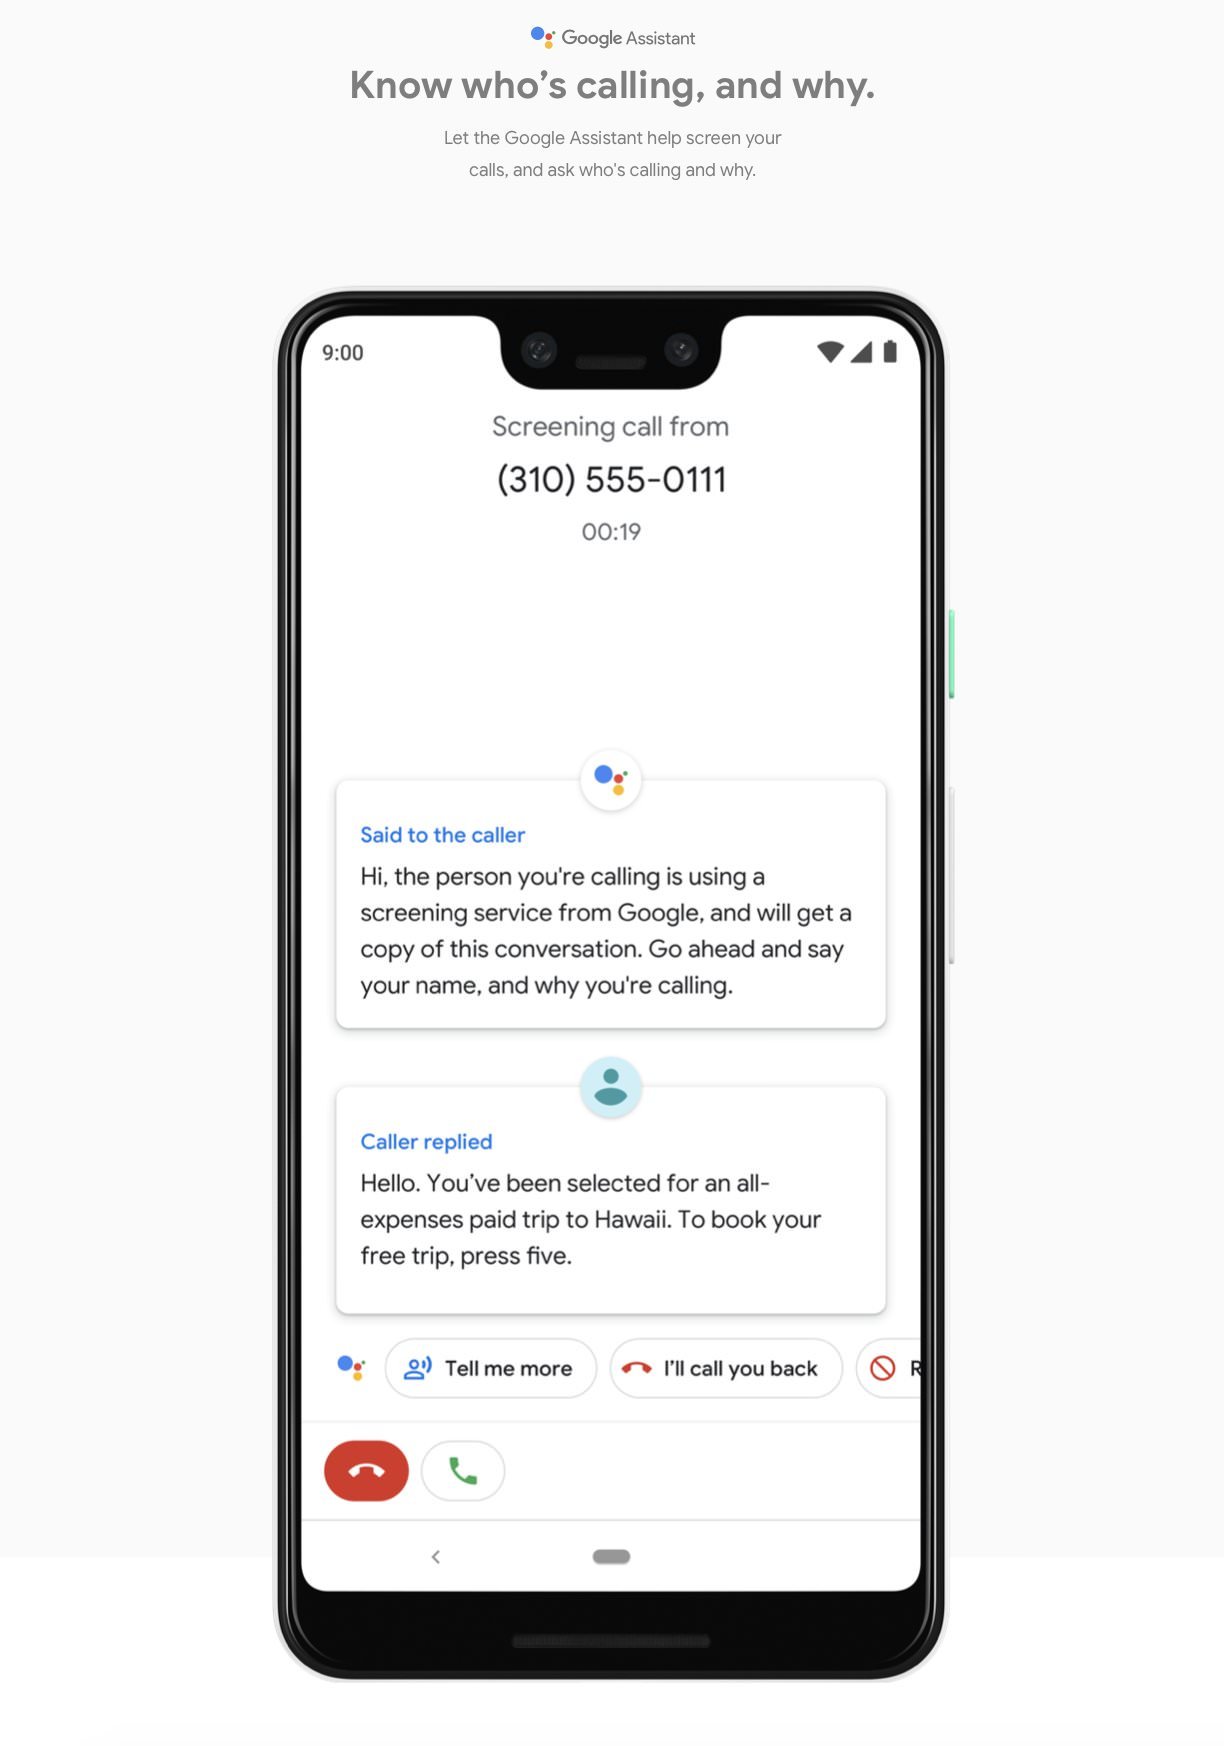 Google Assistant
Know who’s calling, and why.
Let the Google Assistant help screen your
calls, and ask who's calling and why.
9:00
Screening call from
(310) 555-0111
00:19
Said to the caller
Hi, the person you're calling is using a
screening service from Google, and will get a
copy of this conversation. Go ahead and say
your name, and why you're calling.
Caller replied
Hello. You’ve been selected for an all-
expenses paid trip to Hawaii. To book your
free trip, press five.
Tell me more
I’ll call you back